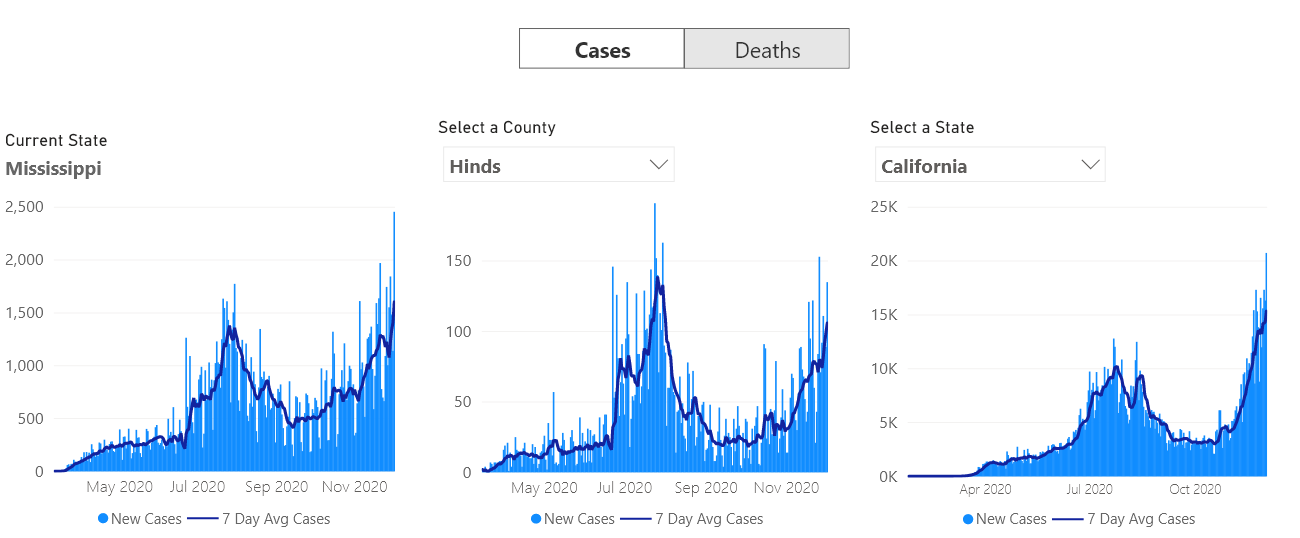 Cases Deaths
Current State
Mississippi
2,500
2,000
1,500
1,000
500
0
May 2020 Jul 2020 Sep 2020 Nov 2020
New Cases 7 Day Avg Cases
Select a County
Hinds
150
100
50
0
May 2020 Jul 2020 Sep 2020 Nov 2020
New Cases 7 Day Avg Cases
Select a State
California
25K
20K
15K
10K
5K
0K
Apr 2020 Jul 2020 Oct 2020
New Cases 7 Day Avg Cases